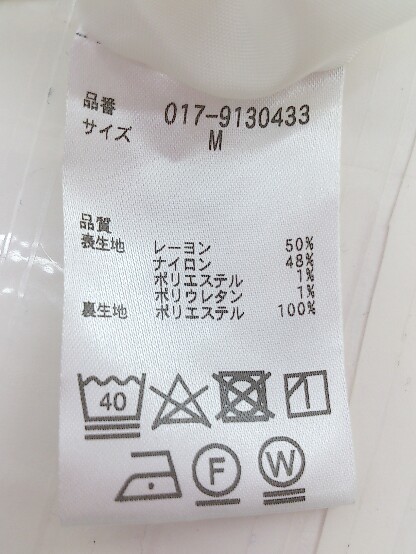 品番 017-9130433
サイズ M
品質
表生地 レーヨン 50%
ナイロン 48%
ポリエステル 1%
ポリウレタン 1%
裏生地 ポリエステル 100%
40
F W